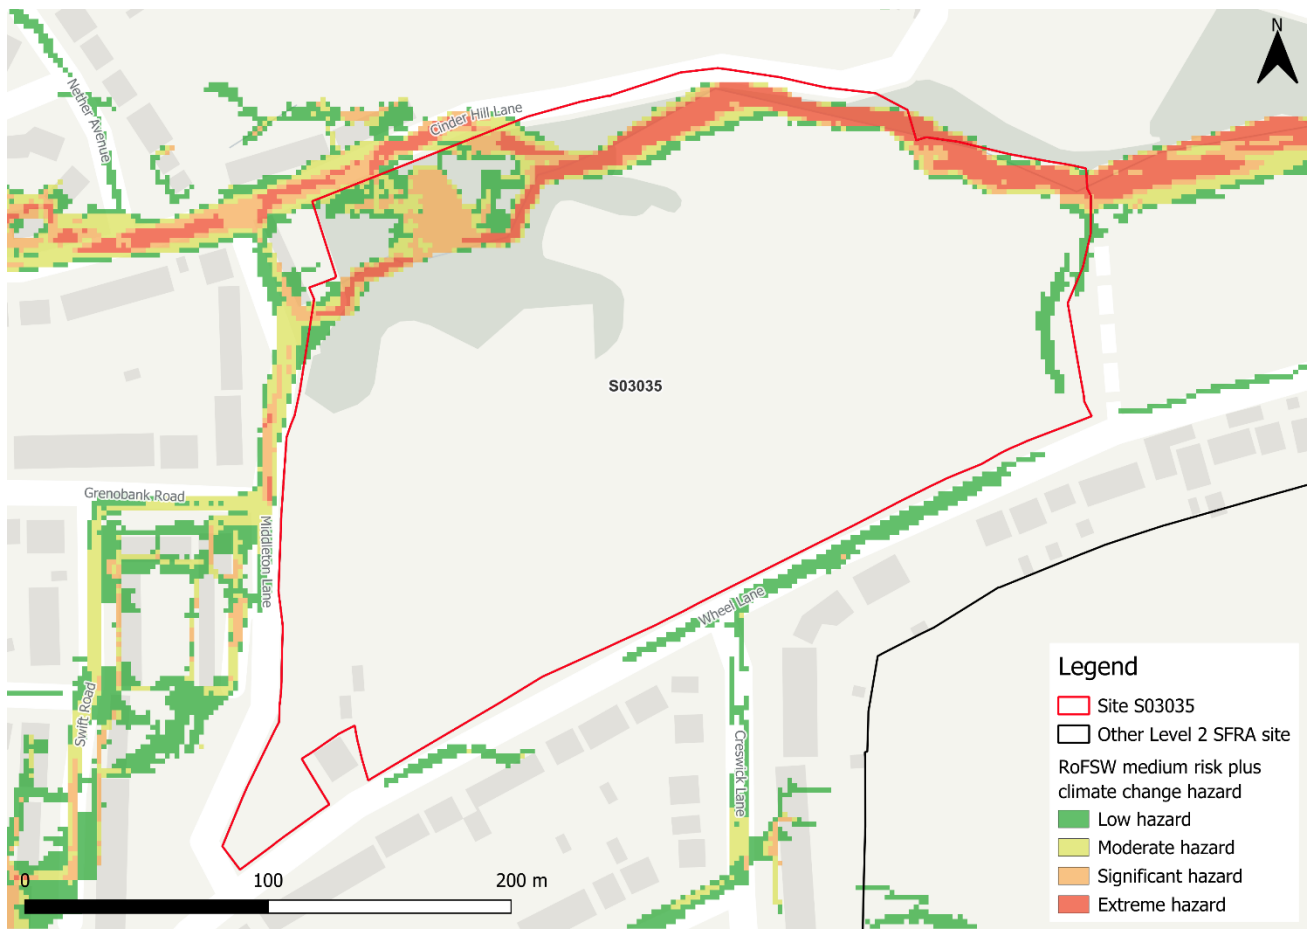 N
Nether Avenue
Cinder Hill Lane
S03035
Grenobank Road
Middleton Lane
Wheel Lane
Swift Road
Creswick Lane
Legend
Site S03035
Other Level 2 SFRA site
RoFSW medium risk plus
climate change hazard
Low hazard
Moderate hazard
Significant hazard
Extreme hazard
0 100 200 m